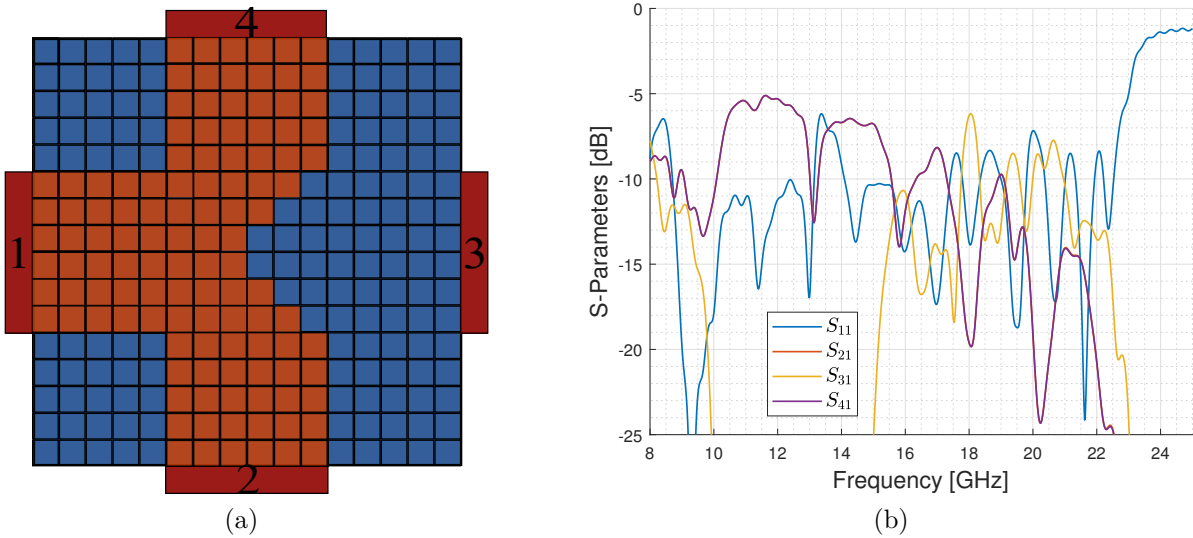 4
1
3
2
(a)
S-Parameters [dB]
0
-5
-10
-15
-20
-25
S₁₁
S₂₁
S₃₁
S₄₁
8 10 12 14 16 18 20 22 24
Frequency [GHz]
(b)